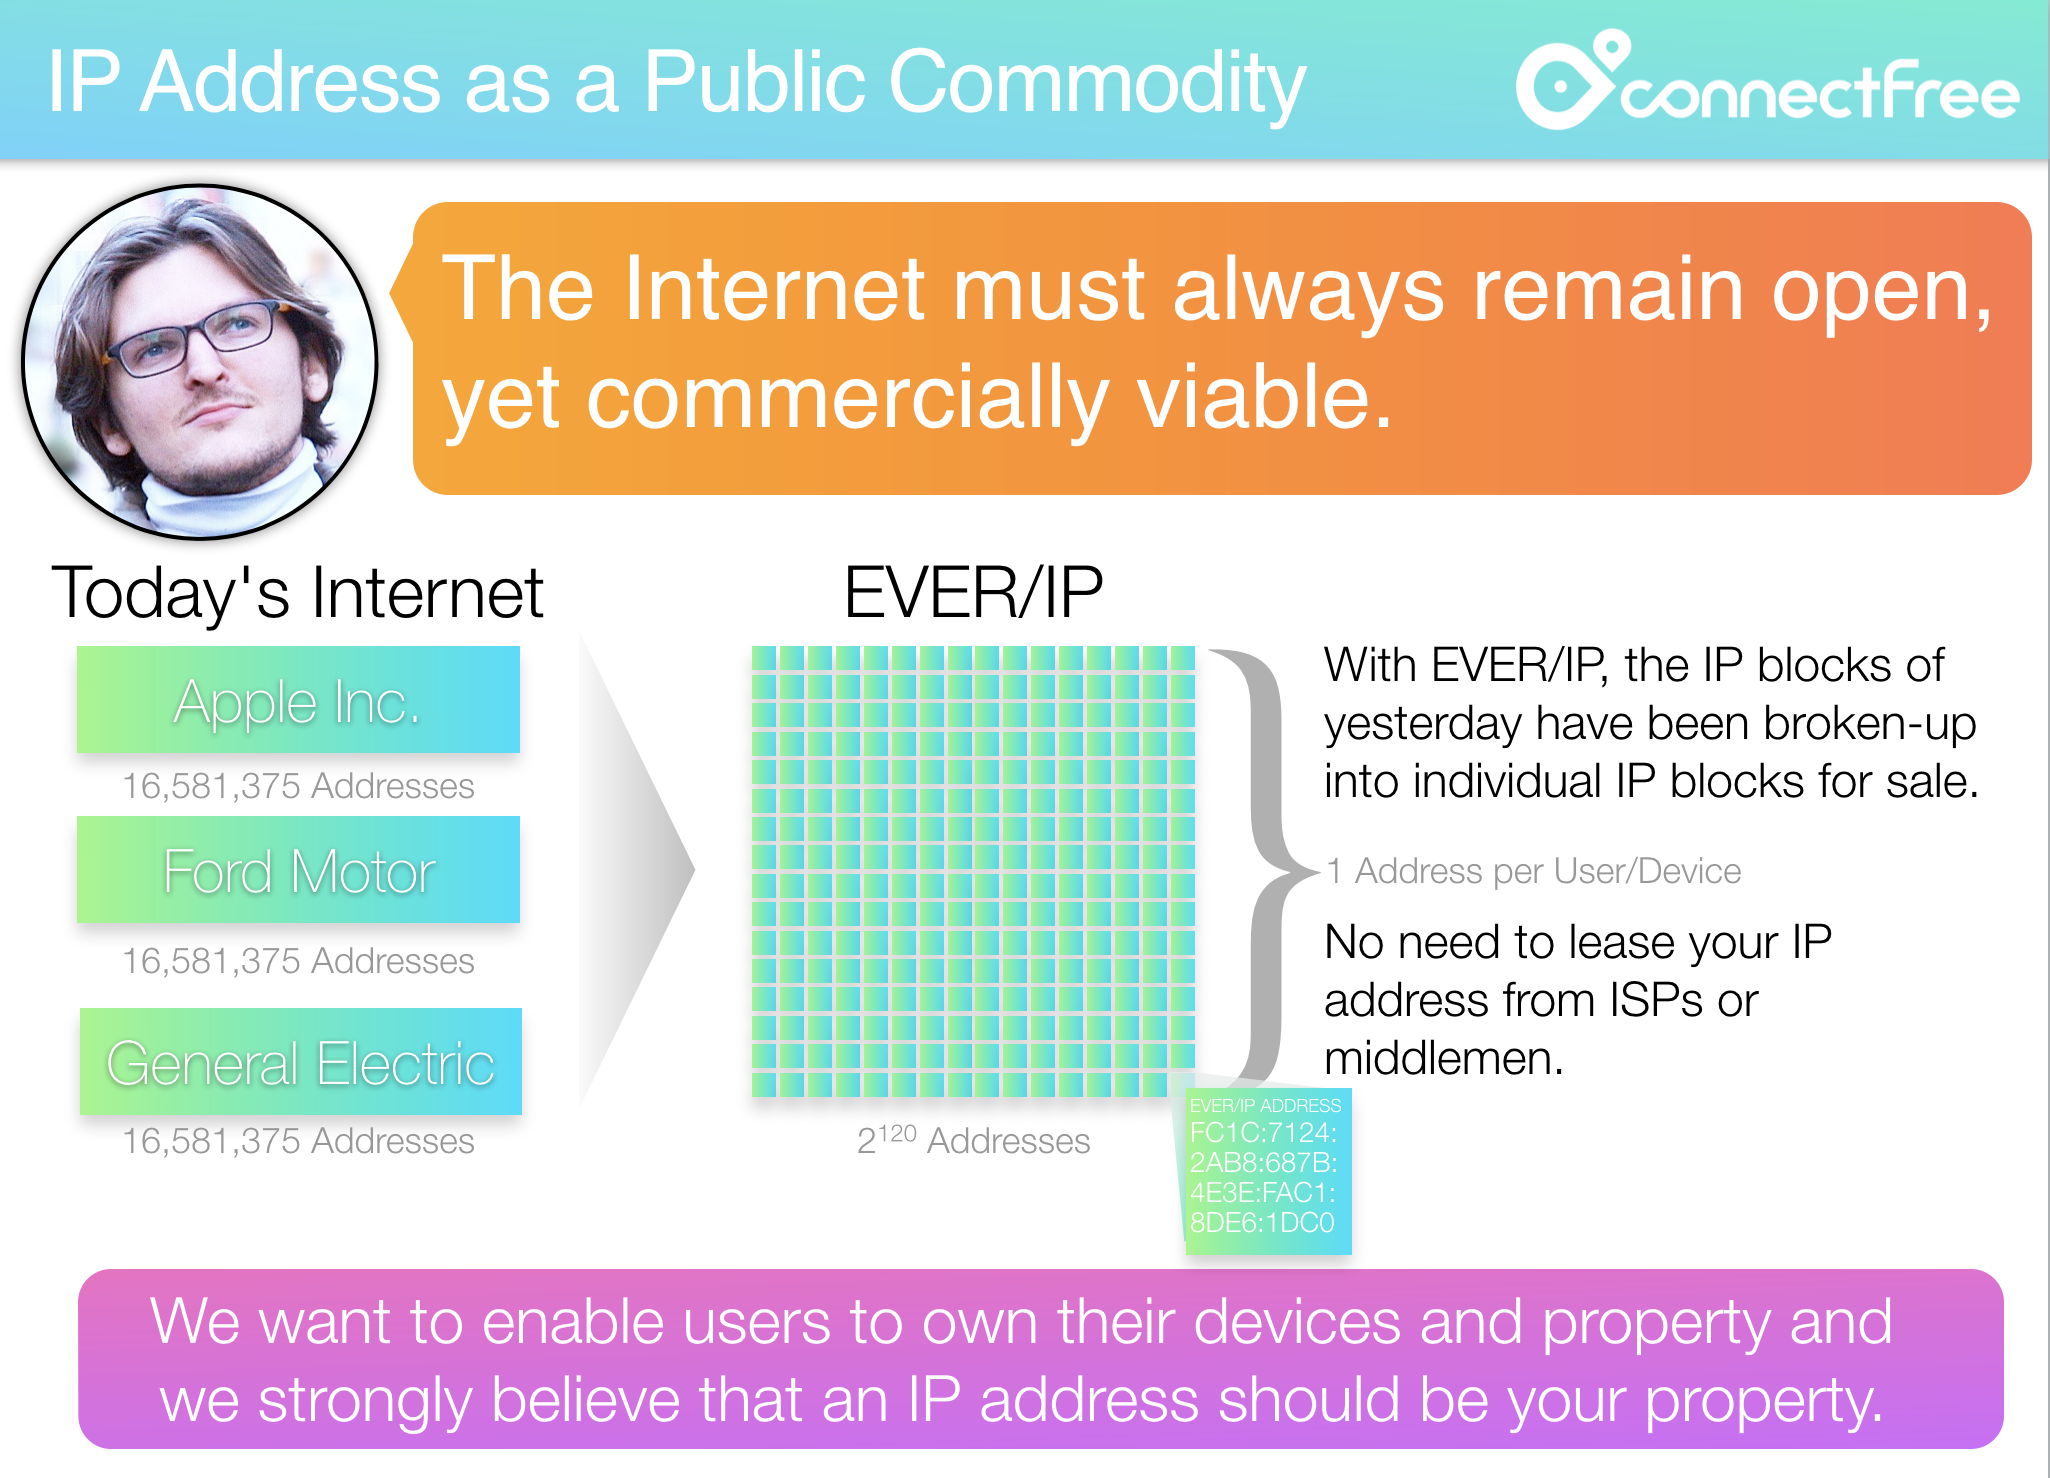 IP Address as a Public Commodity
connectFree
The Internet must always remain open,
yet commercially viable.
Today's Internet
Apple Inc.
16,581,375 Addresses
Ford Motor
16,581,375 Addresses
General Electric
16,581,375 Addresses
EVER/IP
2¹²⁰ Addresses
With EVER/IP, the IP blocks of
yesterday have been broken-up
into individual IP blocks for sale.
1 Address per User/Device
No need to lease your IP
address from ISPs or
middlemen.
EVER/IP ADDRESS
FC1C:7124:
2AB8:687B:
4E3E:FAC1:
8DE6:1DC0
We want to enable users to own their devices and property and
we strongly believe that an IP address should be your property.